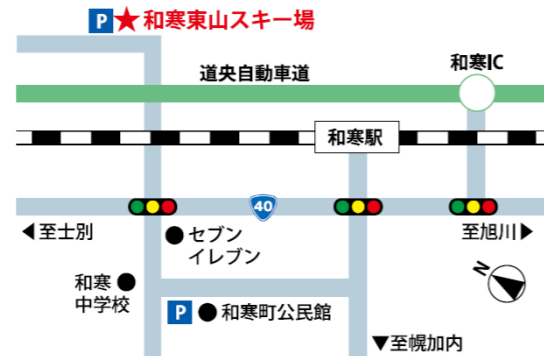 P★和寒東山スキー場
道央自動車道
和寒IC
和寒駅
40
◀至士別
●セブン
イレブン
至旭川▶
和寒●
中学校
N
P●和寒町公民館
▼至幌加内